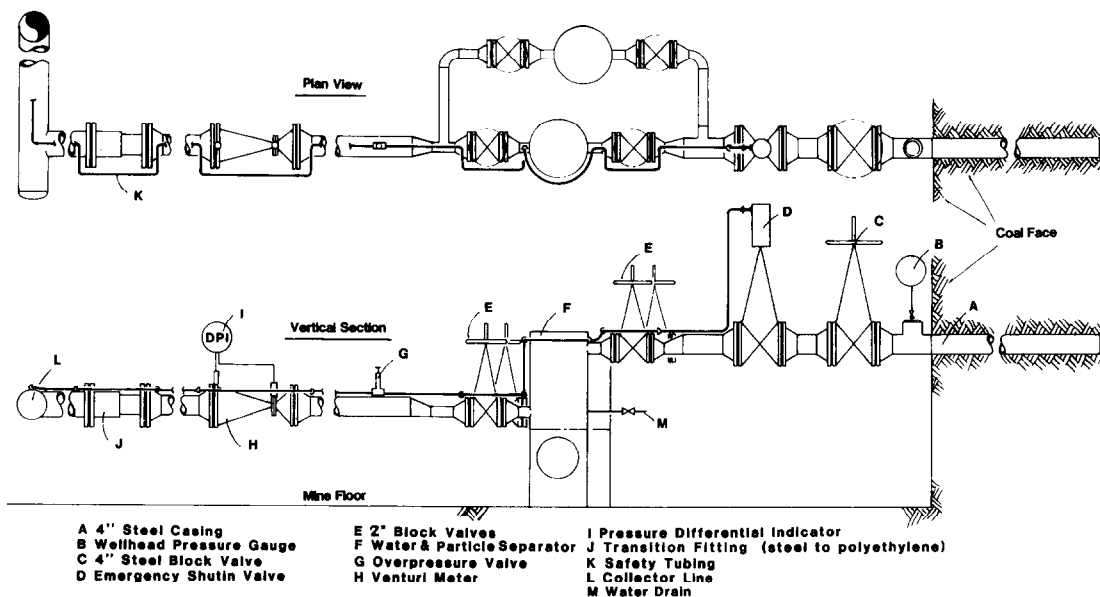 Plan View
K
Coal Face
D
C
B
E
A
E
F
I
Vertical Section
DPI
G
L
M
J
H
Mine Floor
A 4'' Steel Casing
B Wellhead Pressure Gauge
C 4'' Steel Block Valve
D Emergency Shutin Valve
E 2" Block Valves
F Water & Particle Separator
G Overpressure Valve
H Venturi Meter
I Pressure Differential Indicator
J Transition Fitting (steel to polyethylene)
K Safety Tubing
L Collector Line
M Water Drain